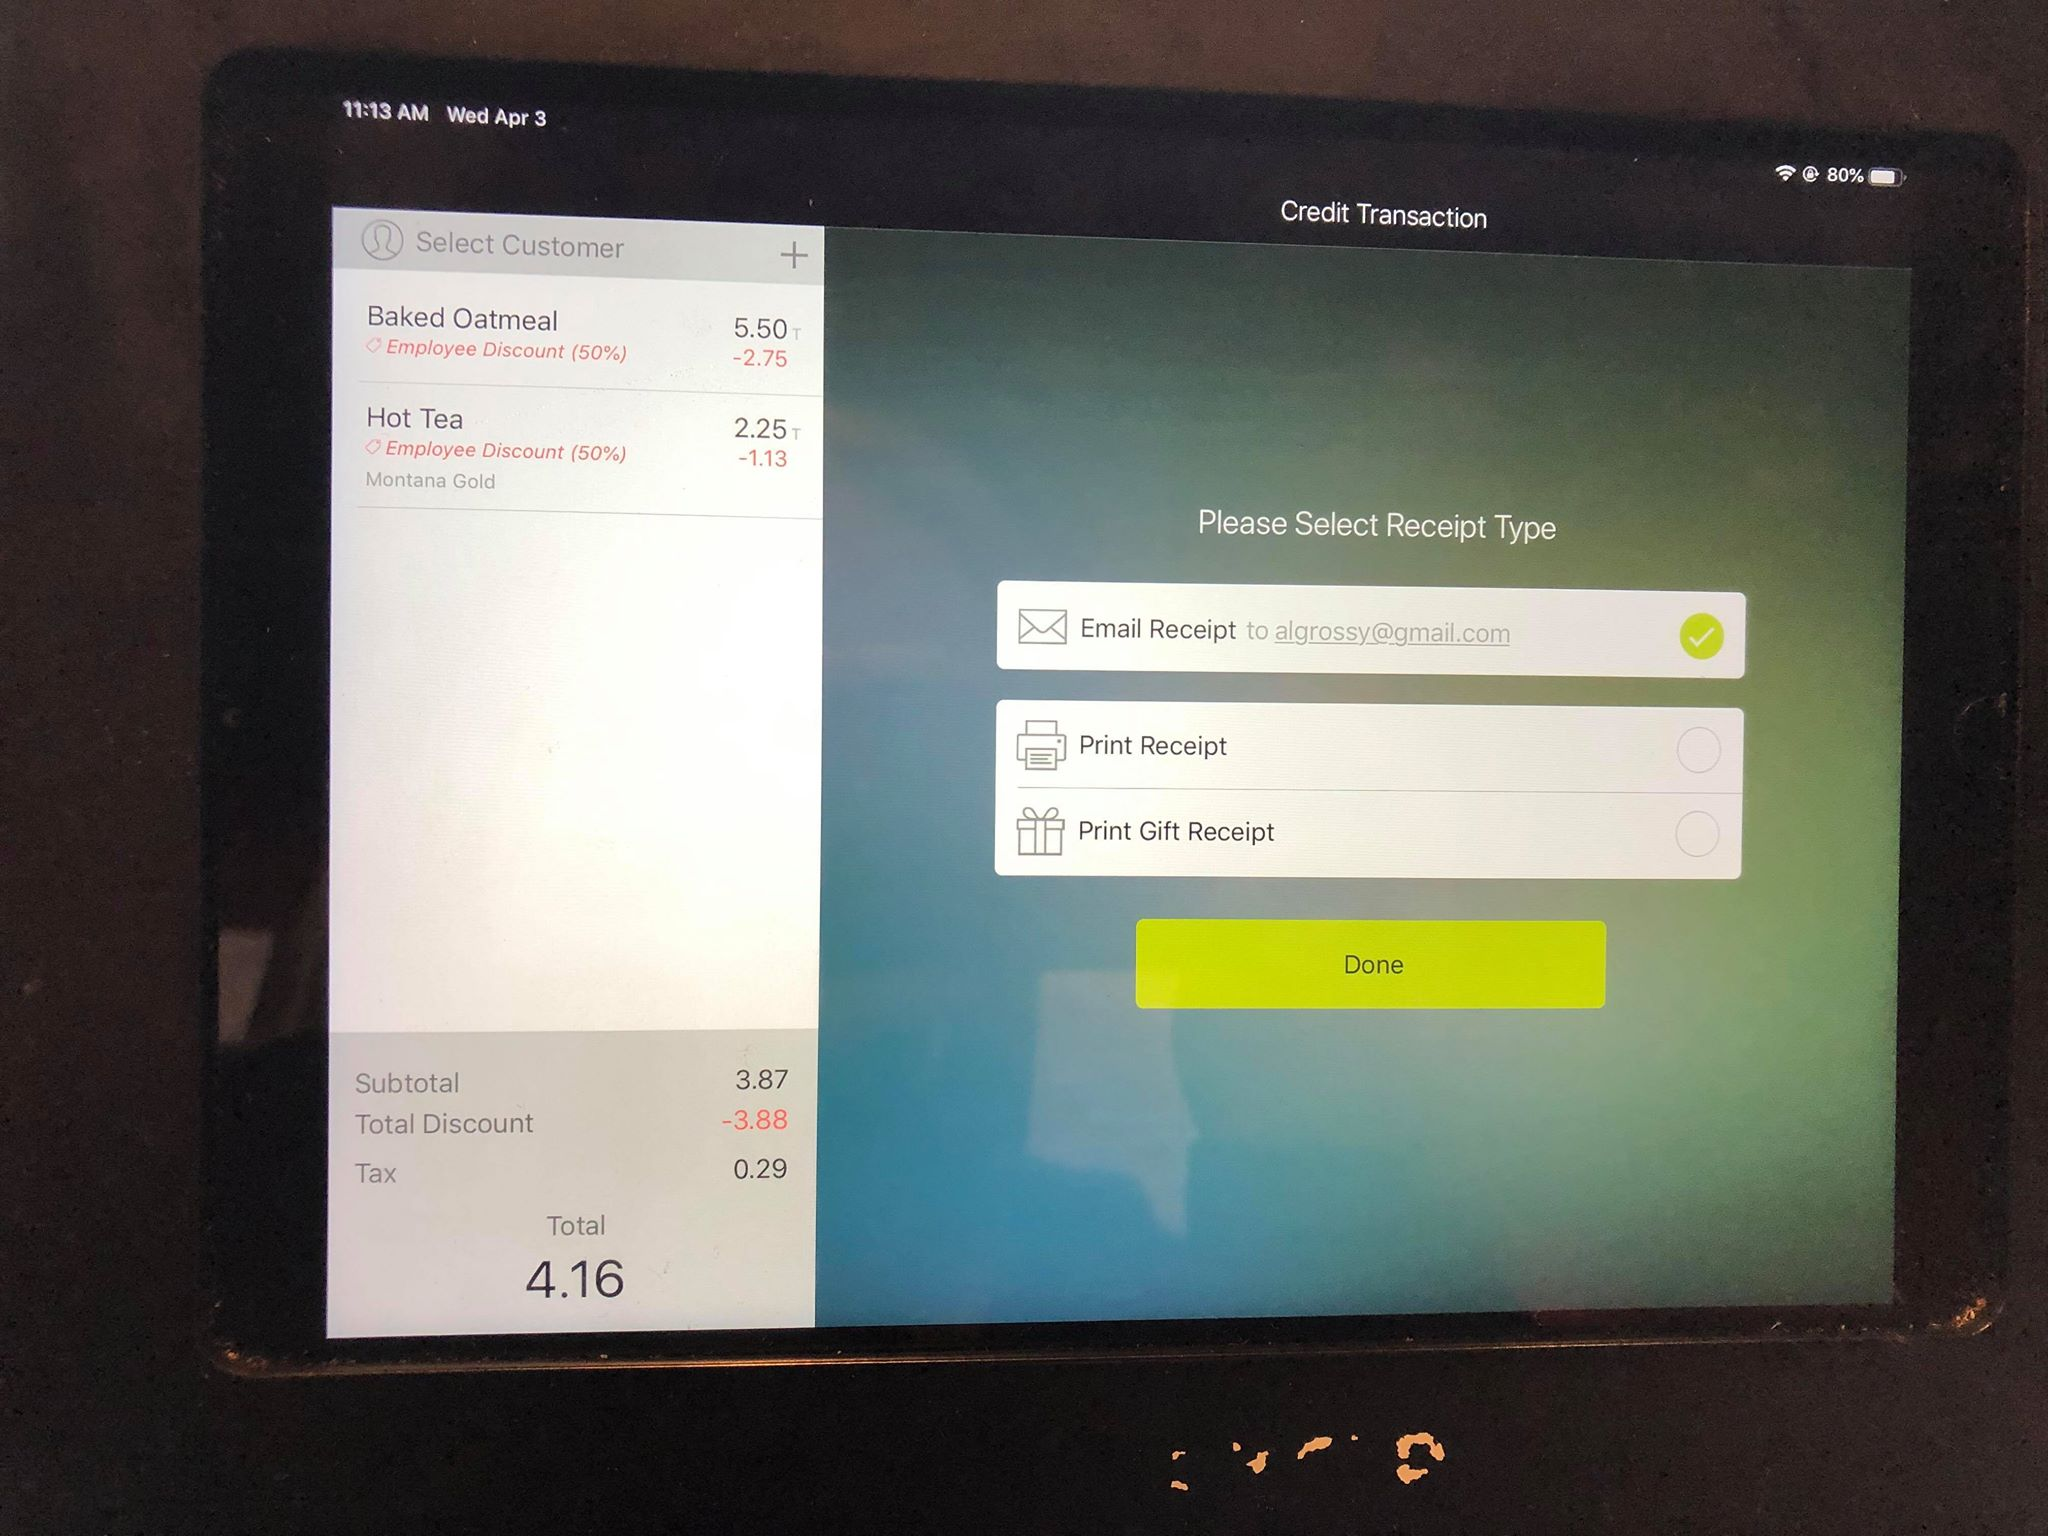 11:13 AM Wed Apr 3
80%
Credit Transaction
Select Customer +
Baked Oatmeal 5.50 T
Employee Discount (50%) -2.75
Hot Tea 2.25 T
Employee Discount (50%) -1.13
Montana Gold
Subtotal 3.87
Total Discount -3.88
Tax 0.29
Total
4.16
Please Select Receipt Type
Email Receipt to algrossy@gmail.com
Print Receipt
Print Gift Receipt
Done